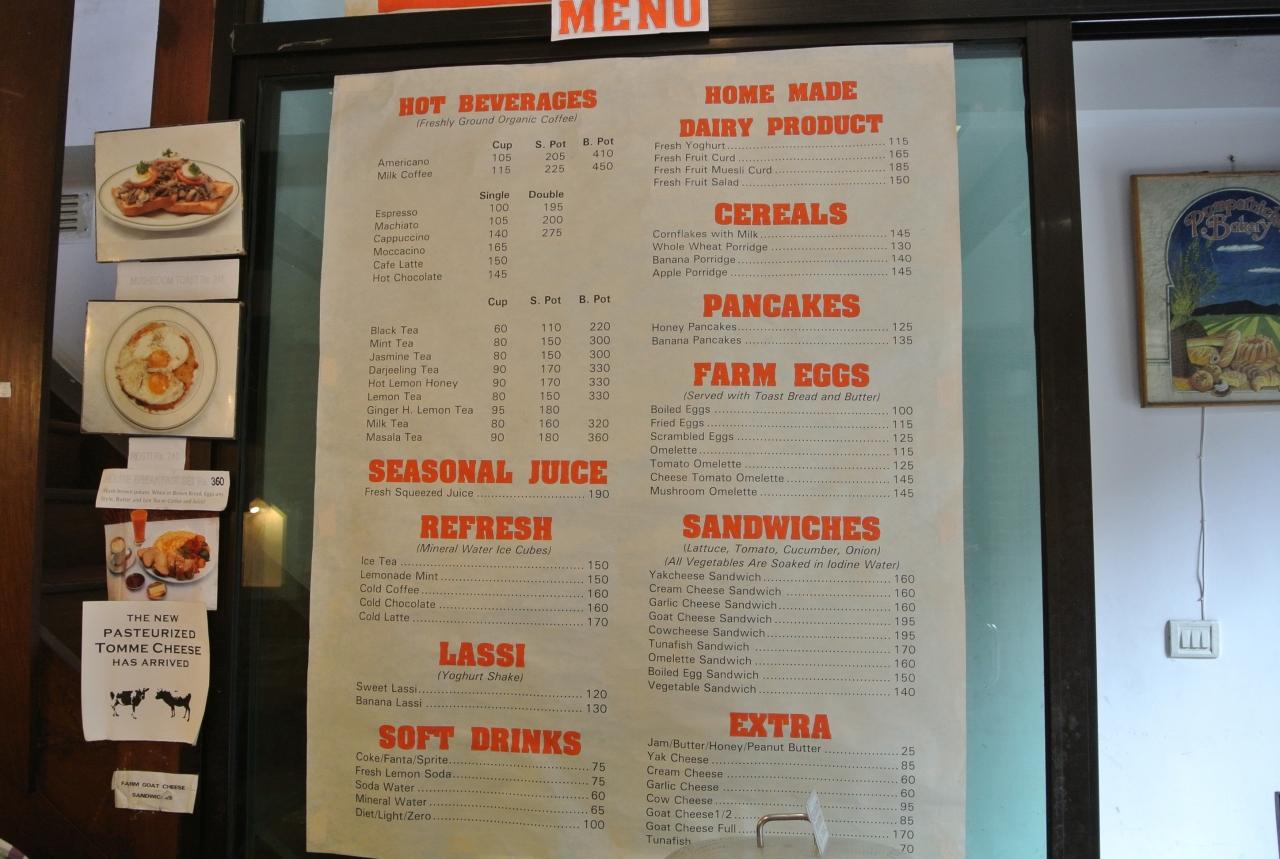 MENU
HOT BEVERAGES
(Freshly Ground Organic Coffee)
Cup S. Pot B. Pot
Americano 105 205 410
Milk Coffee 115 225 450
Single Double
Espresso 100 195
Machiato 105 200
Cappuccino 140 275
Moccacino 165
Cafe Latte 150
Hot Chocolate 145
Cup S. Pot B. Pot
Black Tea 60 110 220
Mint Tea 80 150 300
Jasmine Tea 80 150 300
Darjeeling Tea 90 170 330
Hot Lemon Honey 90 170 330
Lemon Tea 80 150 330
Ginger H. Lemon Tea 95 180
Milk Tea 80 160 320
Masala Tea 90 180 360
SEASONAL JUICE
Fresh Squeezed Juice 190
REFRESH
(Mineral Water Ice Cubes)
Ice Tea 150
Lemonade Mint 150
Cold Coffee 160
Cold Chocolate 160
Cold Latte 170
LASSI
(Yoghurt Shake)
Sweet Lassi 120
Banana Lassi 130
SOFT DRINKS
Coke/Fanta/Sprite 75
Fresh Lemon Soda 75
Soda Water 60
Mineral Water 65
Diet/Light/Zero 100
HOME MADE
DAIRY PRODUCT
Fresh Yoghurt 115
Fresh Fruit Curd 165
Fresh Fruit Muesli Curd 185
Fresh Fruit Salad 150
CEREALS
Cornflakes with Milk 145
Whole Wheat Porridge 130
Banana Porridge 140
Apple Porridge 145
PANCAKES
Honey Pancakes 125
Banana Pancakes 135
FARM EGGS
(Served with Toast Bread and Butter)
Boiled Eggs 100
Fried Eggs 115
Scrambled Eggs 125
Omelette 115
Tomato Omelette 125
Cheese Tomato Omelette 145
Mushroom Omelette 145
SANDWICHES
(Lattuce, Tomato, Cucumber, Onion)
(All Vegetables Are Soaked in Iodine Water)
Yakcheese Sandwich 160
Cream Cheese Sandwich 160
Garlic Cheese Sandwich 160
Goat Cheese Sandwich 195
Cowcheese Sandwich 195
Tunafish Sandwich 170
Omelette Sandwich 160
Boiled Egg Sandwich 150
Vegetable Sandwich 140
EXTRA
Jam/Butter/Honey/Peanut Butter 25
Yak Cheese 85
Cream Cheese 60
Garlic Cheese 60
Cow Cheese 95
Goat Cheese1/2 85
Goat Cheese Full 170
Tunafish 70
MUSHROOM TOAST Rs. 245
ROSTI Rs. 240
360
THE NEW
PASTEURIZED
TOMME CHEESE
HAS ARRIVED
FARM GOAT CHEESE
SANDWICHES
Pumpernickel
Bakery